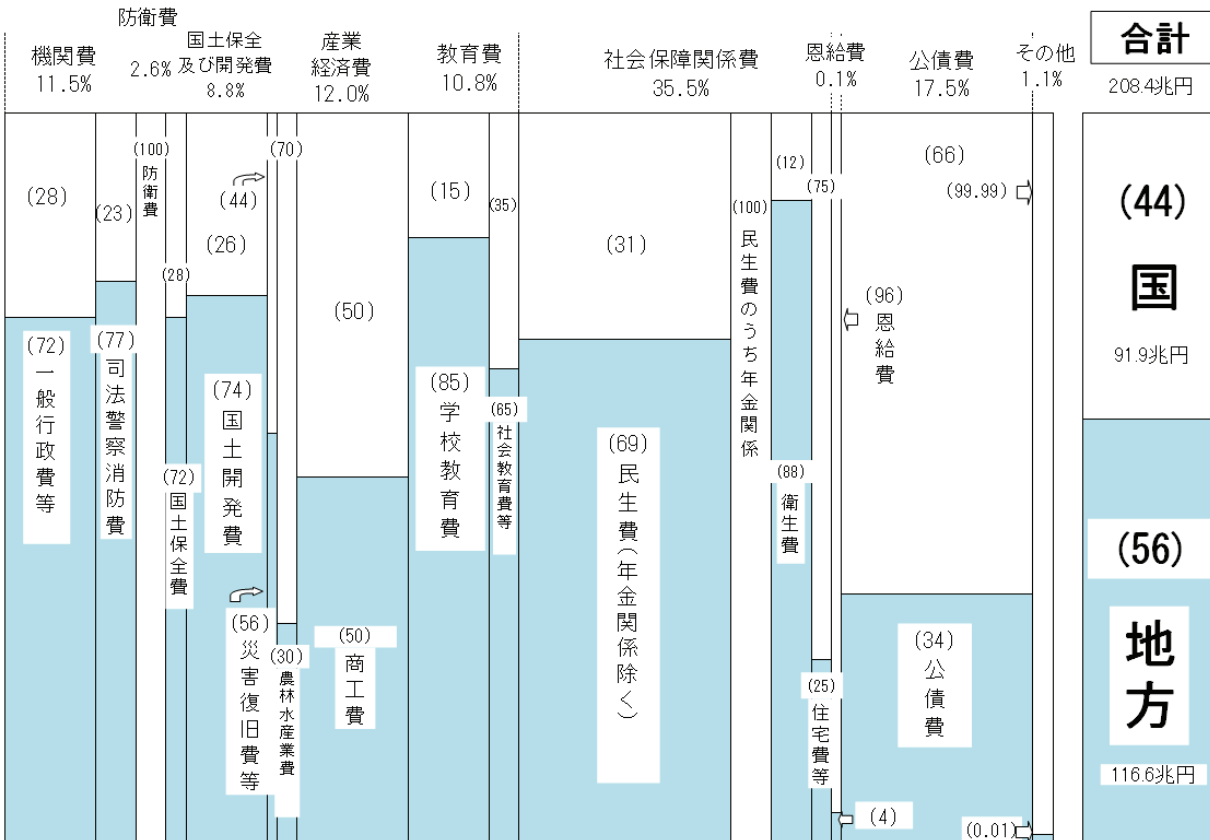 防衛費
機関費
11.5%
2.6%
国土保全
及び開発費
8.8%
産業
経済費
12.0%
教育費
10.8%
社会保障関係費
35.5%
恩給費
0.1%
公債費
17.5%
その他
1.1%
合計
208.4兆円
(28)
(72)
一般行政費等
(23)
(77)
司法警察消防費
(100)
防衛費
(28)
(72)
国土保全費
(26)
(74)
国土開発費
(44)
(56)
災害復旧費等
(70)
(30)
農林水産業費
(50)
(50)
商工費
(15)
(85)
学校教育費
(35)
(65)
社会教育費等
(31)
(69)
民生費(年金関係除く)
(100)
民生費のうち年金関係
(12)
(88)
衛生費
(75)
(25)
住宅費等
(96)
恩給費
(4)
(66)
(34)
公債費
(99.99)
(0.01)
(44)
国
91.9兆円
(56)
地方
116.6兆円